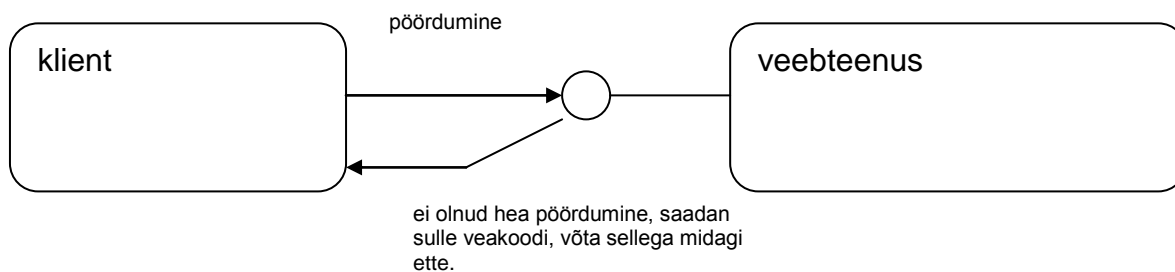 pöördumine
klient
veebteenus
ei olnud hea pöördumine, saadan
sulle veakoodi, võta sellega midagi
ette.